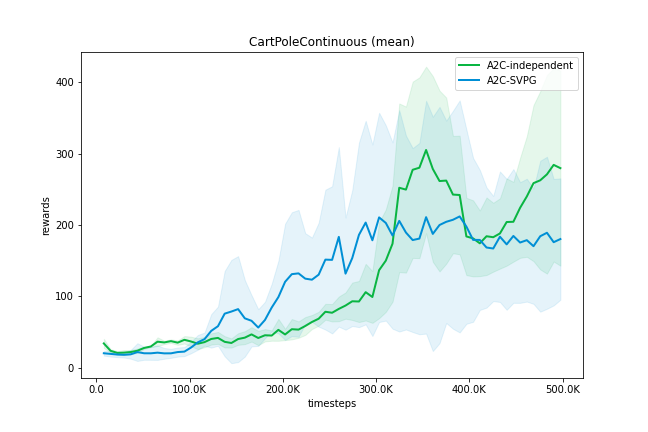 CartPoleContinuous (mean)
A2C-independent
A2C-SVPG
rewards
400
300
200
100
0
0.0
100.0K
200.0K
300.0K
400.0K
500.0K
timesteps